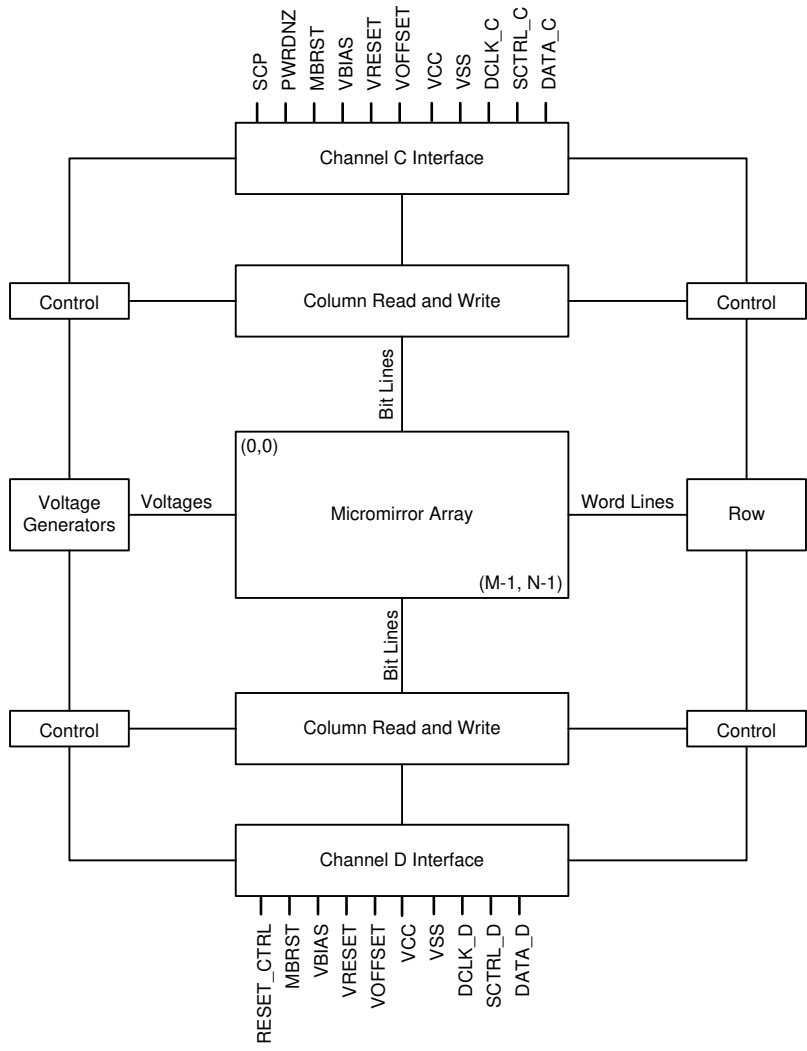 SCP
PWRDNZ
MBRST
VBIAS
VRESET
VOFFSET
VCC
VSS
DCLK_C
SCTRL_C
DATA_C
Channel C Interface
Control
Column Read and Write
Control
Bit Lines
(0,0)
Voltage
Generators
Voltages
Micromirror Array
Word Lines
Row
(M-1, N-1)
Bit Lines
Control
Column Read and Write
Control
Channel D Interface
RESET_CTRL
MBRST
VBIAS
VRESET
VOFFSET
VCC
VSS
DCLK_D
SCTRL_D
DATA_D